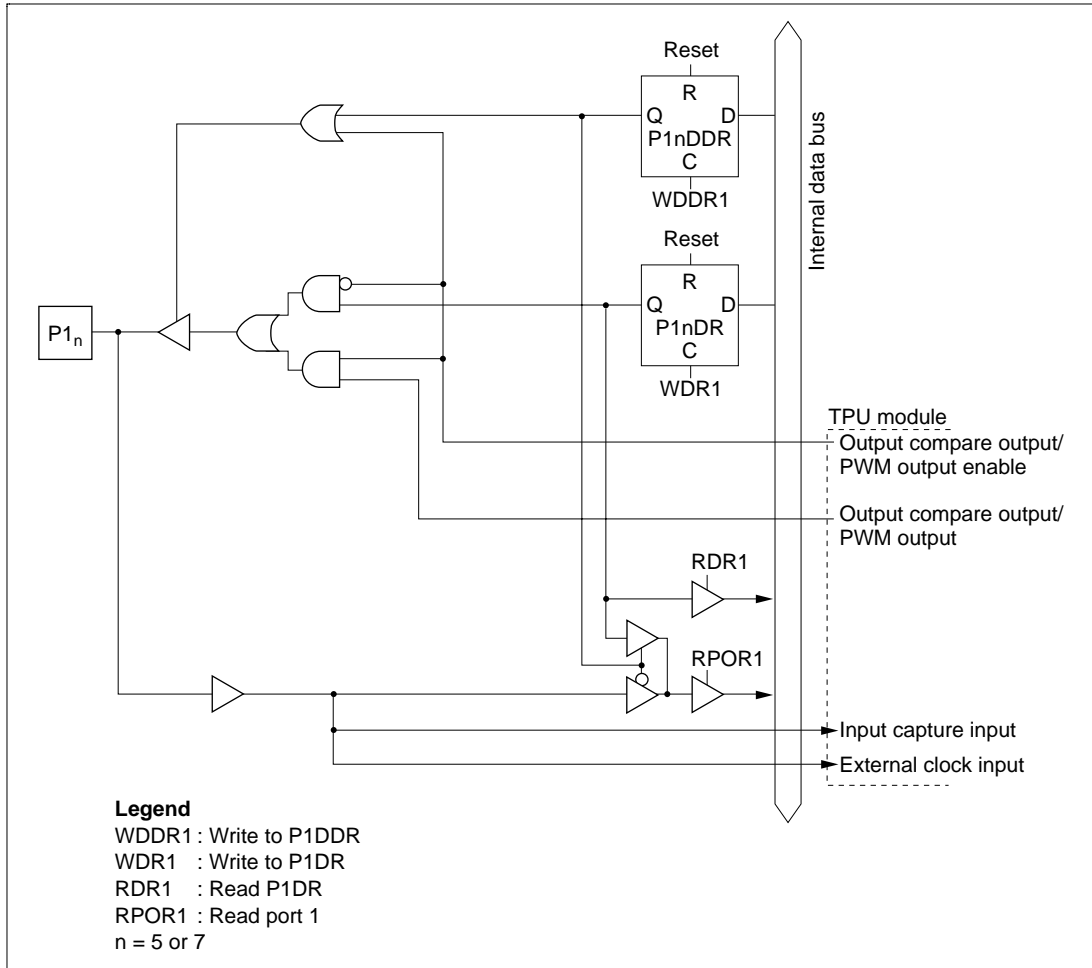 Reset
R
Q D
P1nDDR
C
WDDR1
Internal data bus
Reset
R
Q D
P1nDR
C
WDR1
P1n
TPU module
Output compare output/
PWM output enable
Output compare output/
PWM output
RDR1
RPOR1
Input capture input
External clock input
Legend
WDDR1 : Write to P1DDR
WDR1 : Write to P1DR
RDR1 : Read P1DR
RPOR1 : Read port 1
n = 5 or 7